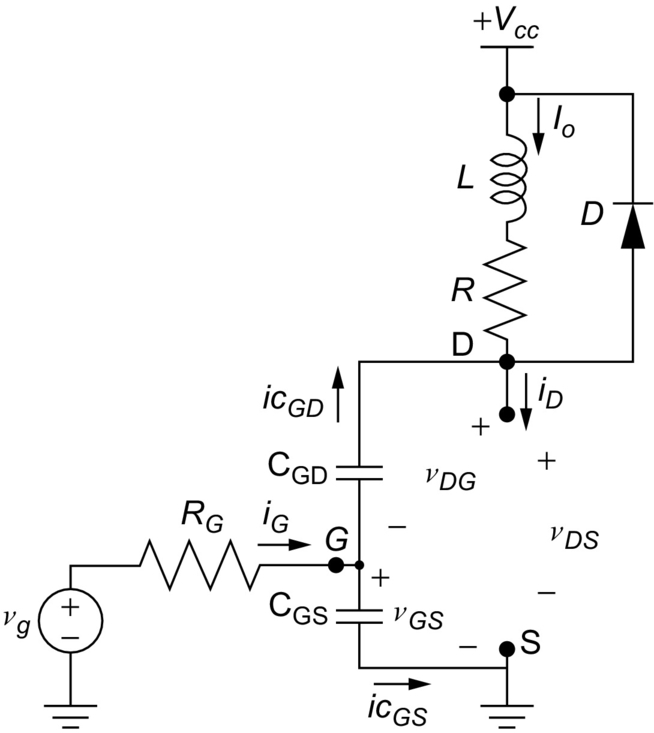 +Vcc
Io
L
D
R
D
icGD
iD
+
+
CGD
vDG
RG
iG
−
vDS
G
+
vg
+
−
CGS
vGS
−
−
S
icGS